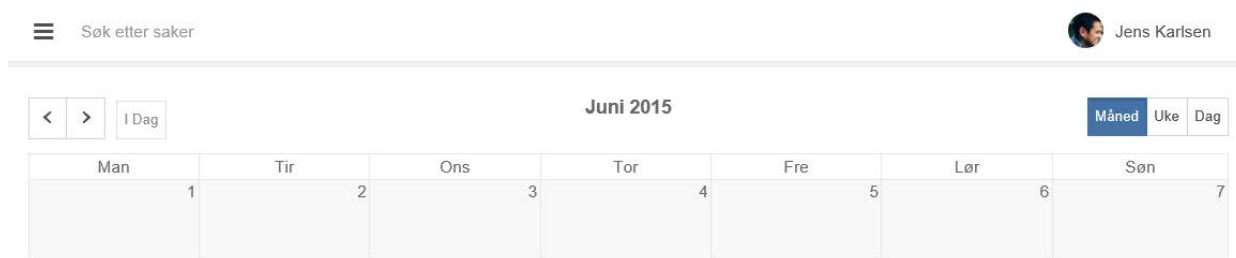 Søk etter saker
Jens Karlsen
I Dag
Juni 2015
Måned Uke Dag
Man Tir Ons Tor Fre Lør Søn
1 2 3 4 5 6 7